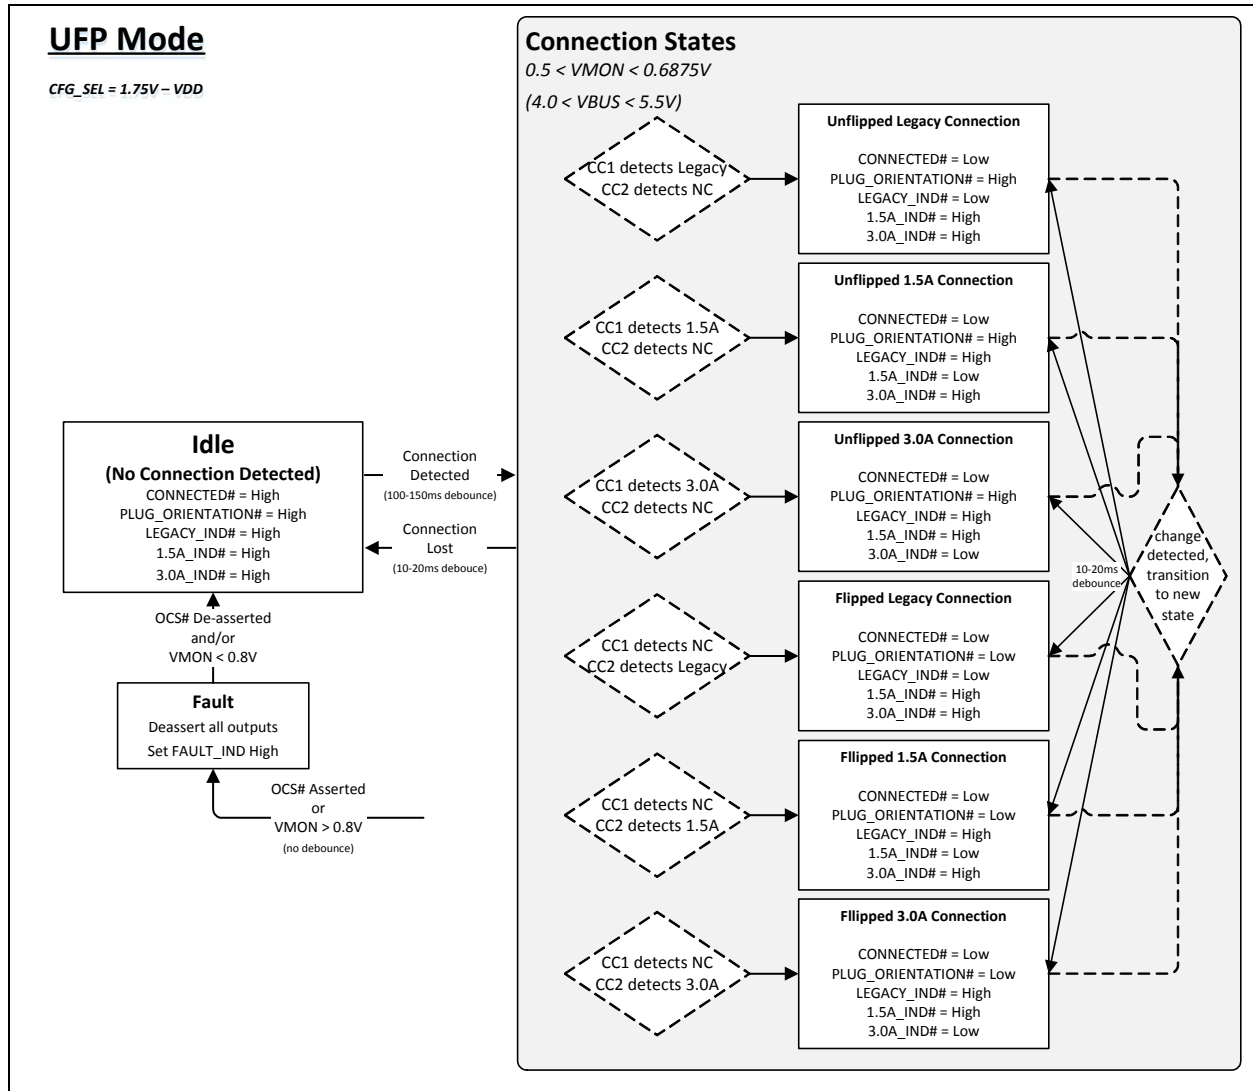 UFP Mode
CFG_SEL = 1.75V – VDD
Connection States
0.5 < VMON < 0.6875V
(4.0 < VBUS < 5.5V)
CC1 detects Legacy
CC2 detects NC
Unflipped Legacy Connection
CONNECTED# = Low
PLUG_ORIENTATION# = High
LEGACY_IND# = Low
1.5A_IND# = High
3.0A_IND# = High
CC1 detects 1.5A
CC2 detects NC
Unflipped 1.5A Connection
CONNECTED# = Low
PLUG_ORIENTATION# = High
LEGACY_IND# = High
1.5A_IND# = Low
3.0A_IND# = High
CC1 detects 3.0A
CC2 detects NC
Unflipped 3.0A Connection
CONNECTED# = Low
PLUG_ORIENTATION# = High
LEGACY_IND# = High
1.5A_IND# = High
3.0A_IND# = Low
Idle
(No Connection Detected)
CONNECTED# = High
PLUG_ORIENTATION# = High
LEGACY_IND# = High
1.5A_IND# = High
3.0A_IND# = High
Connection
Detected
(100-150ms debounce)
Connection
Lost
(10-20ms debouce)
change
detected,
transition
to new
state
10-20ms
debounce
CC1 detects NC
CC2 detects Legacy
Flipped Legacy Connection
CONNECTED# = Low
PLUG_ORIENTATION# = Low
LEGACY_IND# = Low
1.5A_IND# = High
3.0A_IND# = High
OCS# De-asserted
and/or
VMON < 0.8V
Fault
Deassert all outputs
Set FAULT_IND High
OCS# Asserted
or
VMON > 0.8V
(no debounce)
CC1 detects NC
CC2 detects 1.5A
Fllipped 1.5A Connection
CONNECTED# = Low
PLUG_ORIENTATION# = Low
LEGACY_IND# = High
1.5A_IND# = Low
3.0A_IND# = High
CC1 detects NC
CC2 detects 3.0A
Fllipped 3.0A Connection
CONNECTED# = Low
PLUG_ORIENTATION# = Low
LEGACY_IND# = High
1.5A_IND# = High
3.0A_IND# = Low